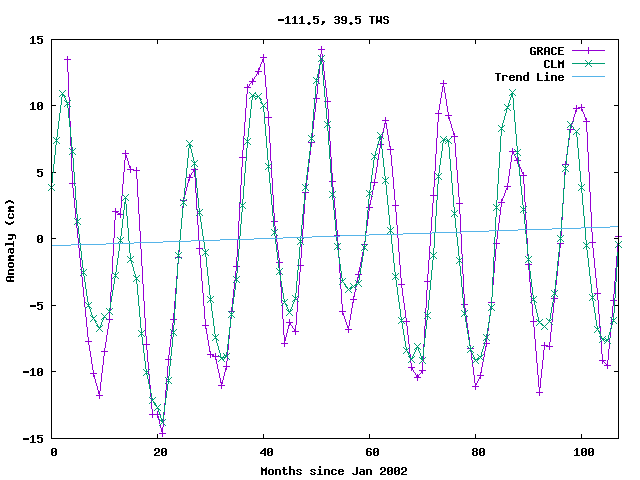 -111.5, 39.5 TWS
GRACE
CLM
Trend Line
15
10
5
0
-5
-10
-15
Anomaly (cm)
0 20 40 60 80 100
Months since Jan 2002